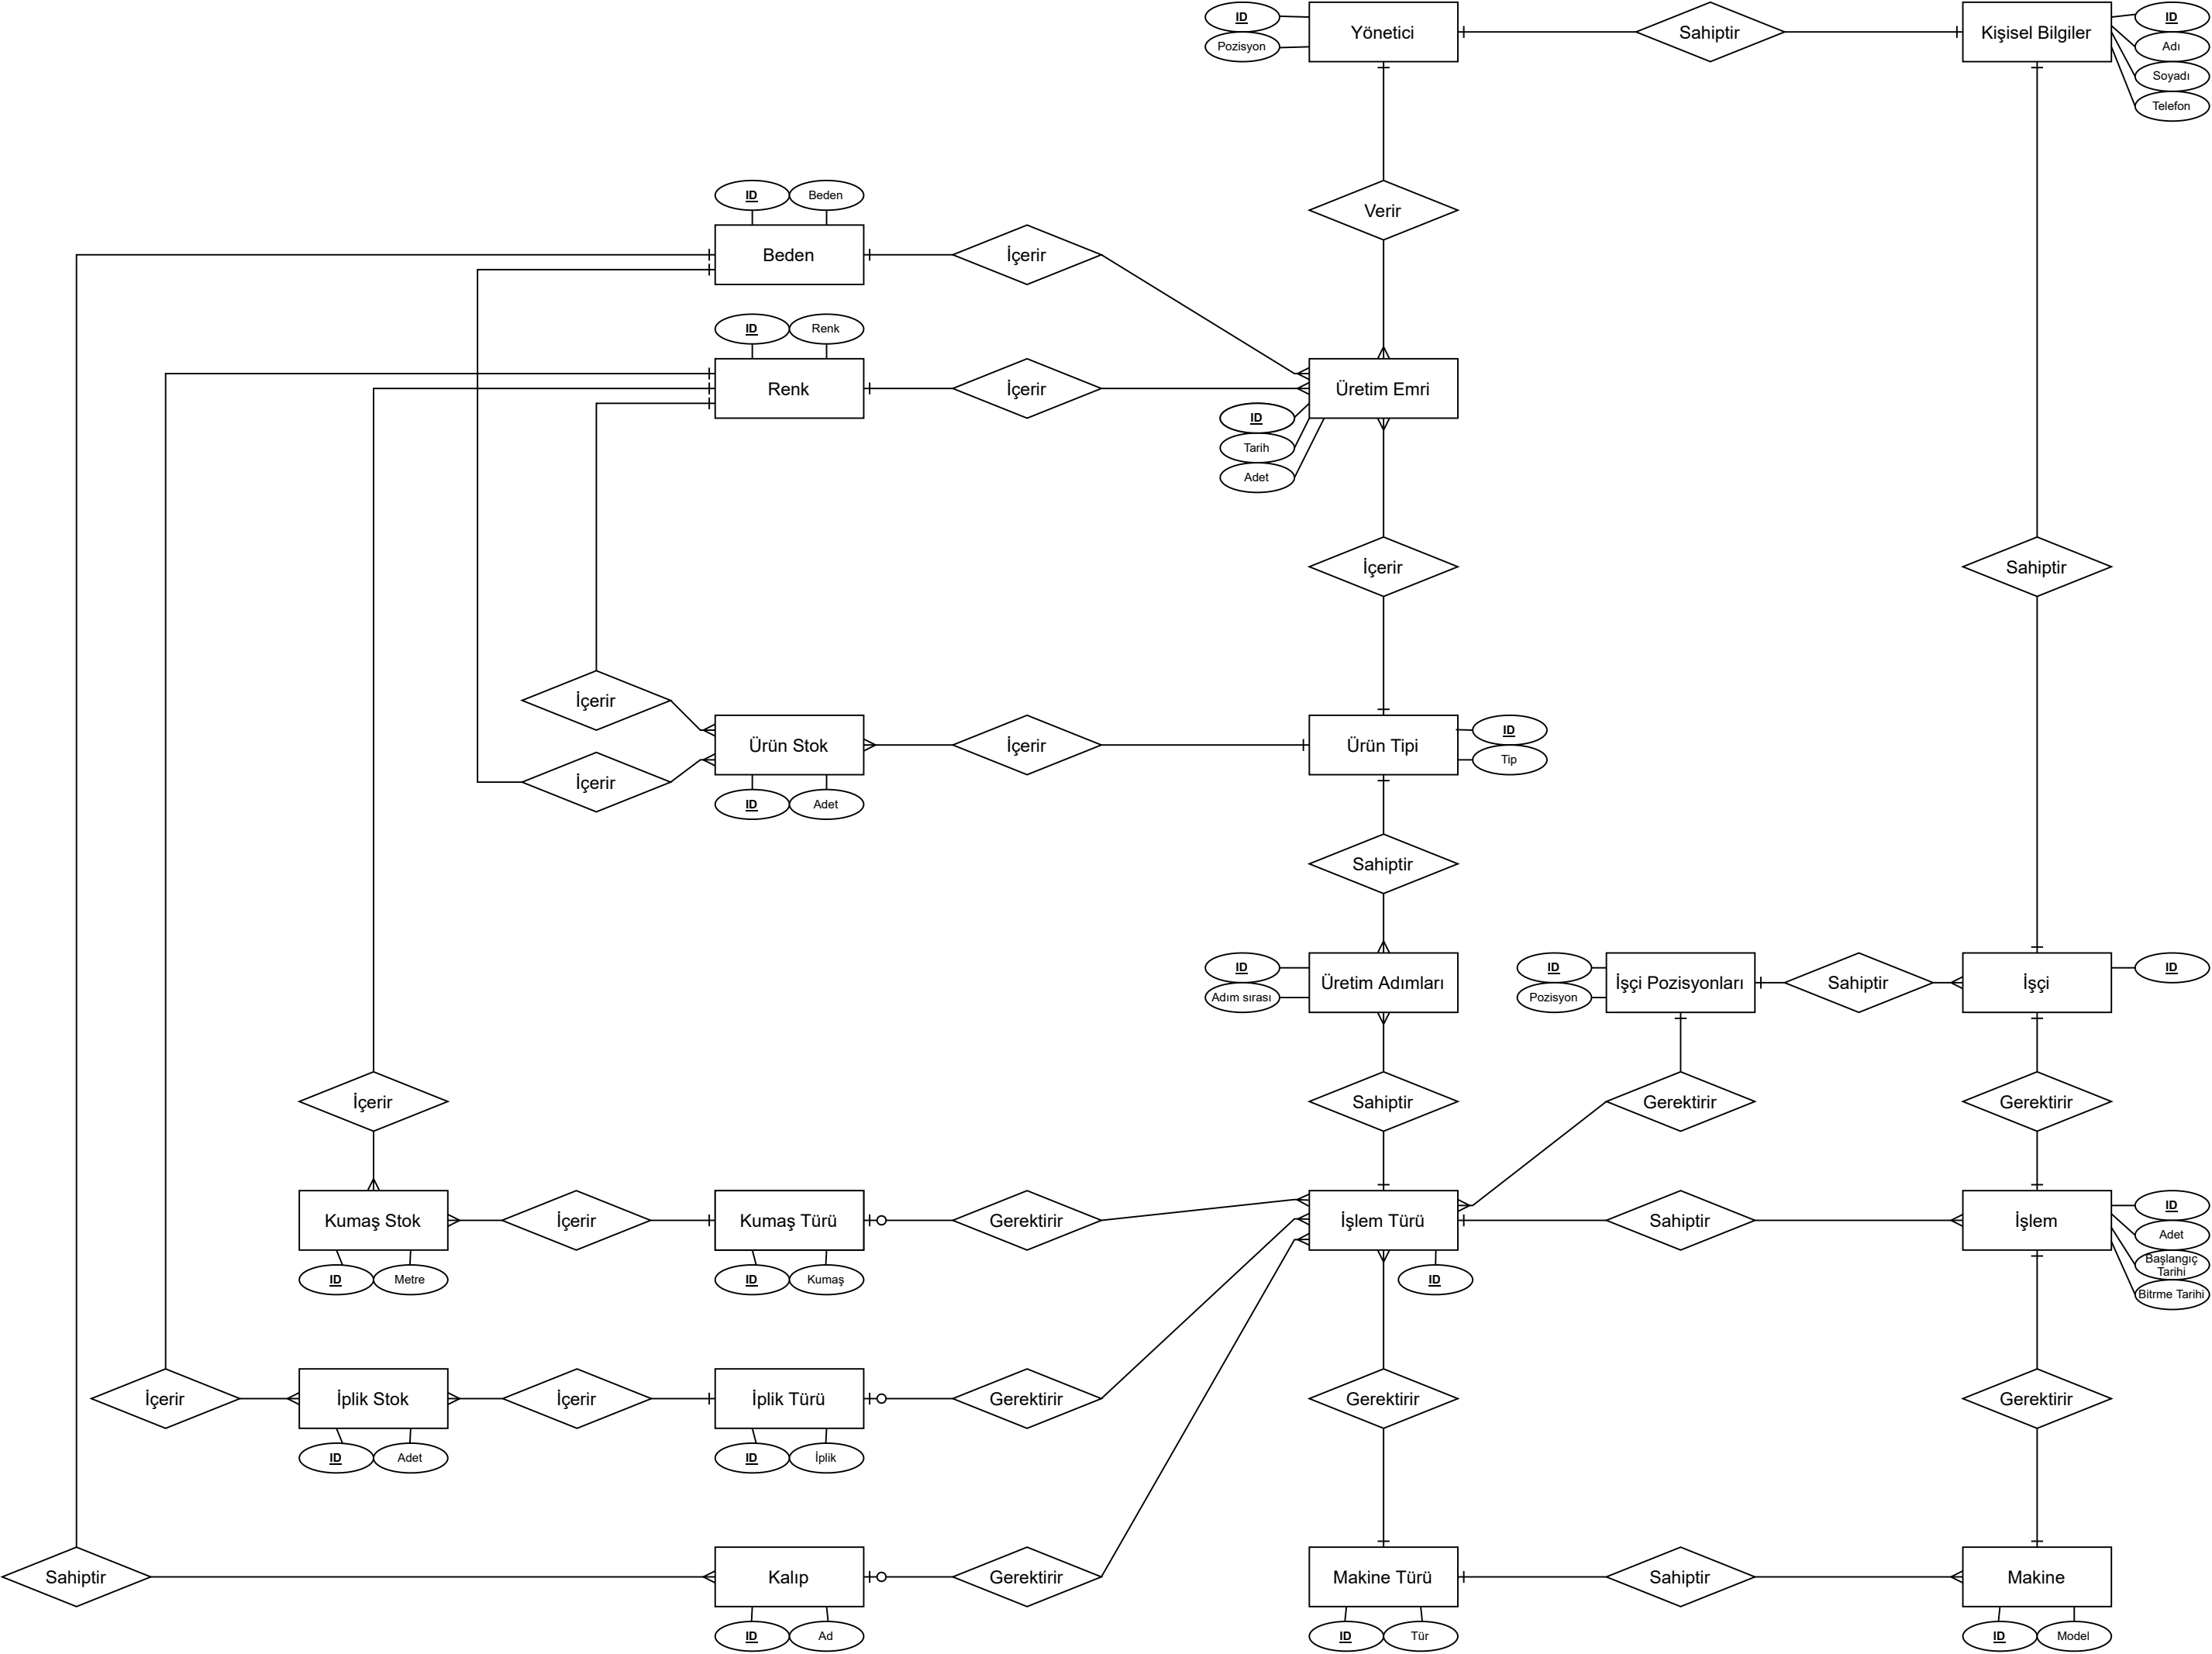 ID
Pozisyon
Yönetici
Sahiptir
Kişisel Bilgiler
ID
Adı
Soyadı
Telefon
Verir
ID
Beden
Beden
İçerir
ID
Renk
Renk
İçerir
Üretim Emri
ID
Tarih
Adet
İçerir
Sahiptir
İçerir
İçerir
Ürün Stok
ID
Adet
İçerir
Ürün Tipi
ID
Tip
Sahiptir
ID
Adım sırası
Üretim Adımları
ID
Pozisyon
İşçi Pozisyonları
Sahiptir
İşçi
ID
İçerir
Sahiptir
Gerektirir
Gerektirir
Kumaş Stok
ID
Metre
İçerir
Kumaş Türü
ID
Kumaş
Gerektirir
İşlem Türü
ID
Sahiptir
İşlem
ID
Adet
Başlangıç
Tarihi
Bitrme Tarihi
İçerir
İplik Stok
ID
Adet
İçerir
İplik Türü
ID
İplik
Gerektirir
Gerektirir
Gerektirir
Sahiptir
Kalıp
ID
Ad
Gerektirir
Makine Türü
ID
Tür
Sahiptir
Makine
ID
Model